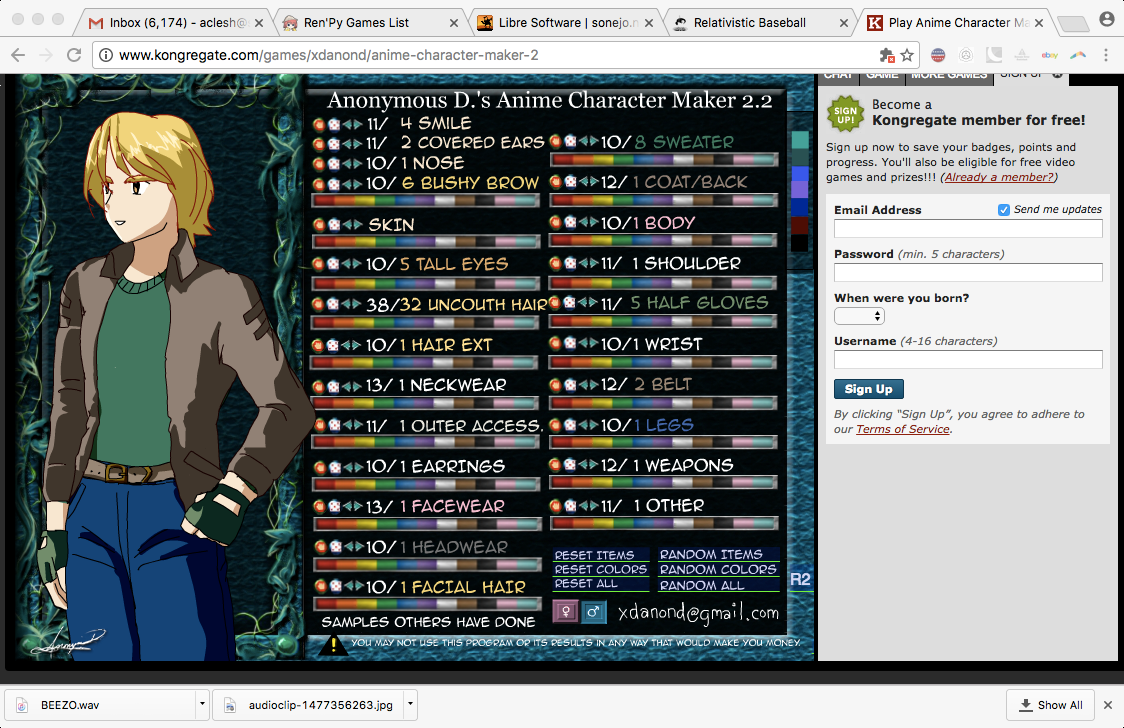 Inbox (6,174) - aclesh@
Ren'Py Games List
Libre Software | sonejo.n
Relativistic Baseball
Play Anime Character Ma
www.kongregate.com/games/xdanond/anime-character-maker-2
ebay
Anonymous D.'s Anime Character Maker 2.2
11/ 4 SMILE
11/ 2 COVERED EARS
10/ 1 NOSE
10/ 6 BUSHY BROW
SKIN
10/ 5 TALL EYES
38/32 UNCOUTH HAIR
10/ 1 HAIR EXT
13/ 1 NECKWEAR
11/ 1 OUTER ACCESS.
10/ 1 EARRINGS
13/ 1 FACEWEAR
10/ 1 HEADWEAR
10/ 1 FACIAL HAIR
SAMPLES OTHERS HAVE DONE
10/ 8 SWEATER
12/ 1 COAT/BACK
10/ 1 BODY
11/ 1 SHOULDER
11/ 5 HALF GLOVES
10/ 1 WRIST
12/ 2 BELT
10/ 1 LEGS
12/ 1 WEAPONS
11/ 1 OTHER
RESET ITEMS
RANDOM ITEMS
RESET COLORS
RANDOM COLORS
RESET ALL
RANDOM ALL
R2
xdanond@gmail.com
YOU MAY NOT USE THIS PROGRAM OR ITS RESULTS IN ANY WAY THAT WOULD MAKE YOU MONEY.
CHAT
GAME
MORE GAMES
SIGN UP
SIGN UP!
Become a
Kongregate member for free!
Sign up now to save your badges, points and
progress. You'll also be eligible for free video
games and prizes!!! (Already a member?)
Email Address
Send me updates
Password (min. 5 characters)
When were you born?
Username (4-16 characters)
Sign Up
By clicking “Sign Up”, you agree to adhere to
our Terms of Service.
BEEZO.wav
audioclip-1477356263.jpg
Show All